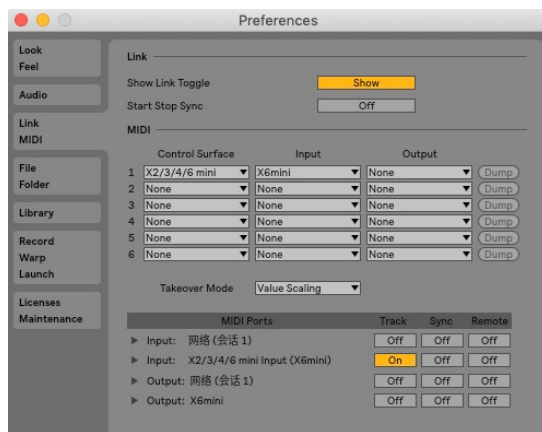 Preferences
Look
Feel
Audio
Link
MIDI
File
Folder
Library
Record
Warp
Launch
Licenses
Maintenance
Link
Show Link Toggle Show
Start Stop Sync Off
MIDI
Control Surface Input Output
1 X2/3/4/6 mini X6mini None Dump
2 None None None Dump
3 None None None Dump
4 None None None Dump
5 None None None Dump
6 None None None Dump
Takeover Mode Value Scaling
MIDI Ports Track Sync Remote
Input: 网络 (会话 1) Off Off Off
Input: X2/3/4/6 mini Input (X6mini) On Off Off
Output: 网络 (会话 1) Off Off Off
Output: X6mini Off Off Off